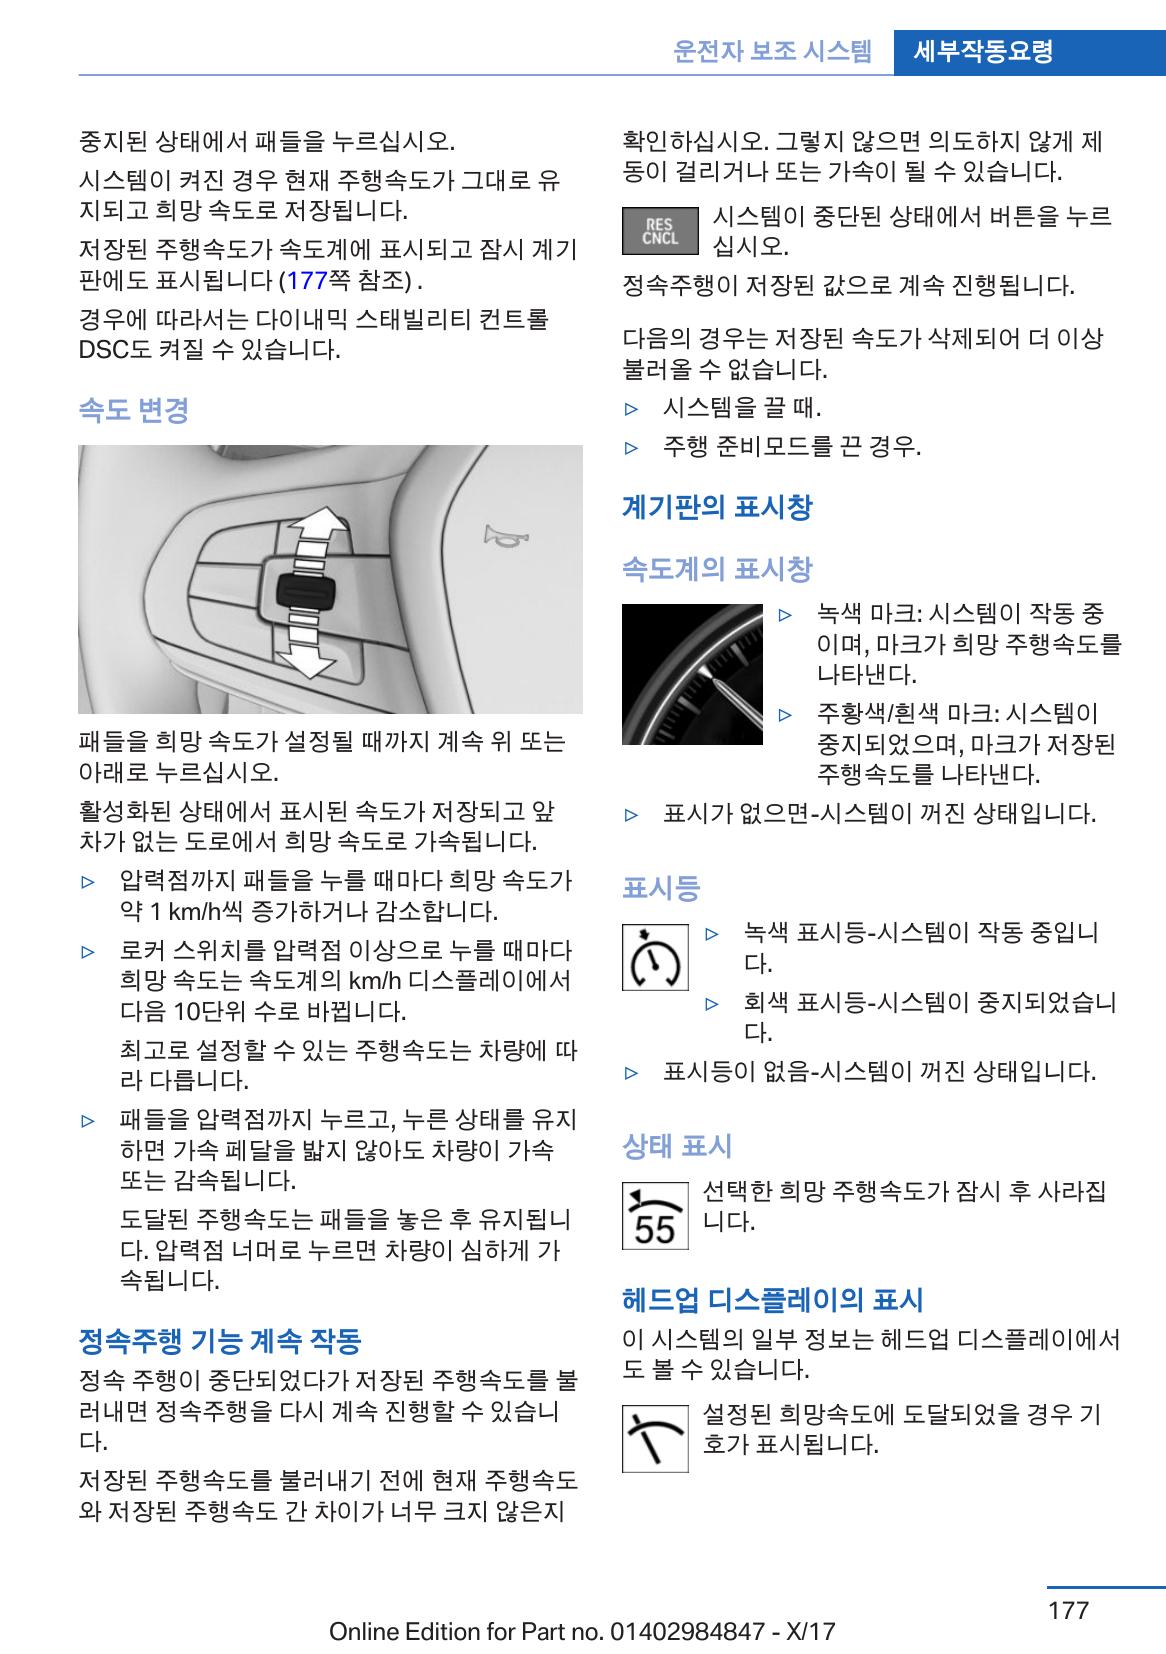 운전자 보조 시스템
세부작동요령
중지된 상태에서 패들을 누르십시오.
시스템이 켜진 경우 현재 주행속도가 그대로 유
지되고 희망 속도로 저장됩니다.
저장된 주행속도가 속도계에 표시되고 잠시 계기
판에도 표시됩니다 (177쪽 참조) .
경우에 따라서는 다이내믹 스태빌리티 컨트롤
DSC도 켜질 수 있습니다.
속도 변경
패들을 희망 속도가 설정될 때까지 계속 위 또는
아래로 누르십시오.
활성화된 상태에서 표시된 속도가 저장되고 앞
차가 없는 도로에서 희망 속도로 가속됩니다.
▷ 압력점까지 패들을 누를 때마다 희망 속도가
약 1 km/h씩 증가하거나 감소합니다.
▷ 로커 스위치를 압력점 이상으로 누를 때마다
희망 속도는 속도계의 km/h 디스플레이에서
다음 10단위 수로 바뀝니다.
최고로 설정할 수 있는 주행속도는 차량에 따
라 다릅니다.
▷ 패들을 압력점까지 누르고, 누른 상태를 유지
하면 가속 페달을 밟지 않아도 차량이 가속
또는 감속됩니다.
도달된 주행속도는 패들을 놓은 후 유지됩니
다. 압력점 너머로 누르면 차량이 심하게 가
속됩니다.
정속주행 기능 계속 작동
정속 주행이 중단되었다가 저장된 주행속도를 불
러내면 정속주행을 다시 계속 진행할 수 있습니
다.
저장된 주행속도를 불러내기 전에 현재 주행속도
와 저장된 주행속도 간 차이가 너무 크지 않은지
확인하십시오. 그렇지 않으면 의도하지 않게 제
동이 걸리거나 또는 가속이 될 수 있습니다.
RES
CNCL
시스템이 중단된 상태에서 버튼을 누르
십시오.
정속주행이 저장된 값으로 계속 진행됩니다.
다음의 경우는 저장된 속도가 삭제되어 더 이상
불러올 수 없습니다.
▷ 시스템을 끌 때.
▷ 주행 준비모드를 끈 경우.
계기판의 표시창
속도계의 표시창
▷ 녹색 마크: 시스템이 작동 중
이며, 마크가 희망 주행속도를
나타낸다.
▷ 주황색/흰색 마크: 시스템이
중지되었으며, 마크가 저장된
주행속도를 나타낸다.
▷ 표시가 없으면-시스템이 꺼진 상태입니다.
표시등
▷ 녹색 표시등-시스템이 작동 중입니
다.
▷ 회색 표시등-시스템이 중지되었습니
다.
▷ 표시등이 없음-시스템이 꺼진 상태입니다.
상태 표시
55
선택한 희망 주행속도가 잠시 후 사라집
니다.
헤드업 디스플레이의 표시
이 시스템의 일부 정보는 헤드업 디스플레이에서
도 볼 수 있습니다.
설정된 희망속도에 도달되었을 경우 기
호가 표시됩니다.
177
Online Edition for Part no. 01402984847 - X/17